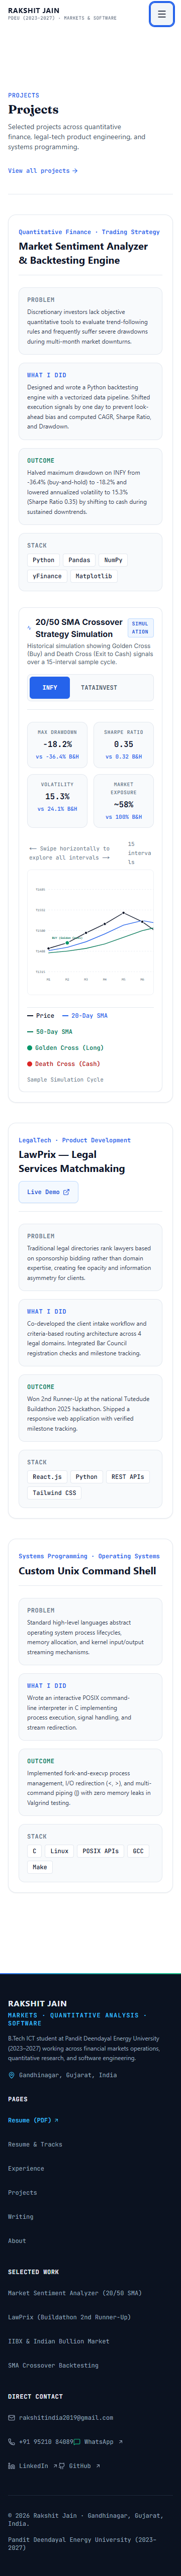 RAKSHIT JAIN
PDEU (2023–2027) · MARKETS & SOFTWARE
PROJECTS
Projects
Selected projects across quantitative
finance, legal-tech product engineering, and
systems programming.
View all projects →
Quantitative Finance · Trading Strategy
Market Sentiment Analyzer
& Backtesting Engine
PROBLEM
Discretionary investors lack objective
quantitative tools to evaluate trend-following
rules and frequently suffer severe drawdowns
during multi-month market downturns.
WHAT I DID
Designed and wrote a Python backtesting
engine with a vectorized data pipeline. Shifted
execution signals by one day to prevent look-
ahead bias and computed CAGR, Sharpe Ratio,
and Drawdown.
OUTCOME
Halved maximum drawdown on INFY from
-36.4% (buy-and-hold) to -18.2% and
lowered annualized volatility to 15.3%
(Sharpe Ratio 0.35) by shifting to cash during
sustained downtrends.
STACK
Python Pandas NumPy
yFinance Matplotlib
20/50 SMA Crossover
Strategy Simulation
SIMUL
ATION
Historical simulation showing Golden Cross
(Buy) and Death Cross (Exit to Cash) signals
over a 15-interval sample cycle.
INFY TATAINVEST
MAX DRAWDOWN
-18.2%
vs -36.4% B&H
SHARPE RATIO
0.35
vs 0.32 B&H
VOLATILITY
15.3%
vs 24.1% B&H
MARKET
EXPOSURE
~58%
vs 100% B&H
⟵ Swipe horizontally to
explore all intervals ⟶
15
interva
ls
Price 20-Day SMA
50-Day SMA
Golden Cross (Long)
Death Cross (Cash)
Sample Simulation Cycle
LegalTech · Product Development
LawPrix — Legal
Services Matchmaking
Live Demo
PROBLEM
Traditional legal directories rank lawyers based
on sponsorship bidding rather than domain
expertise, creating fee opacity and information
asymmetry for clients.
WHAT I DID
Co-developed the client intake workflow and
criteria-based routing architecture across 4
legal domains. Integrated Bar Council
registration checks and milestone tracking.
OUTCOME
Won 2nd Runner-Up at the national Tutedude
Buildathon 2025 hackathon. Shipped a
responsive web application with verified
milestone tracking.
STACK
React.js Python REST APIs
Tailwind CSS
Systems Programming · Operating Systems
Custom Unix Command Shell
PROBLEM
Standard high-level languages abstract
operating system process lifecycles,
memory allocation, and kernel input/output
streaming mechanisms.
WHAT I DID
Wrote an interactive POSIX command-
line interpreter in C implementing
process execution, signal handling, and
stream redirection.
OUTCOME
Implemented fork-and-execvp process
management, I/O redirection (<, >), and multi-
command piping (|) with zero memory leaks in
Valgrind testing.
STACK
C Linux POSIX APIs GCC
Make
RAKSHIT JAIN
MARKETS · QUANTITATIVE ANALYSIS ·
SOFTWARE
B.Tech ICT student at Pandit Deendayal Energy University
(2023–2027) working across financial markets operations,
quantitative research, and software engineering.
Gandhinagar, Gujarat, India
PAGES
Resume (PDF) ↗
Resume & Tracks
Experience
Projects
Writing
About
SELECTED WORK
Market Sentiment Analyzer (20/50 SMA)
LawPrix (Buildathon 2nd Runner-Up)
IIBX & Indian Bullion Market
SMA Crossover Backtesting
DIRECT CONTACT
rakshitindia2019@gmail.com
+91 95210 84089 WhatsApp ↗
LinkedIn ↗ GitHub ↗
© 2026 Rakshit Jain · Gandhinagar, Gujarat,
India.
Pandit Deendayal Energy University (2023–
2027)